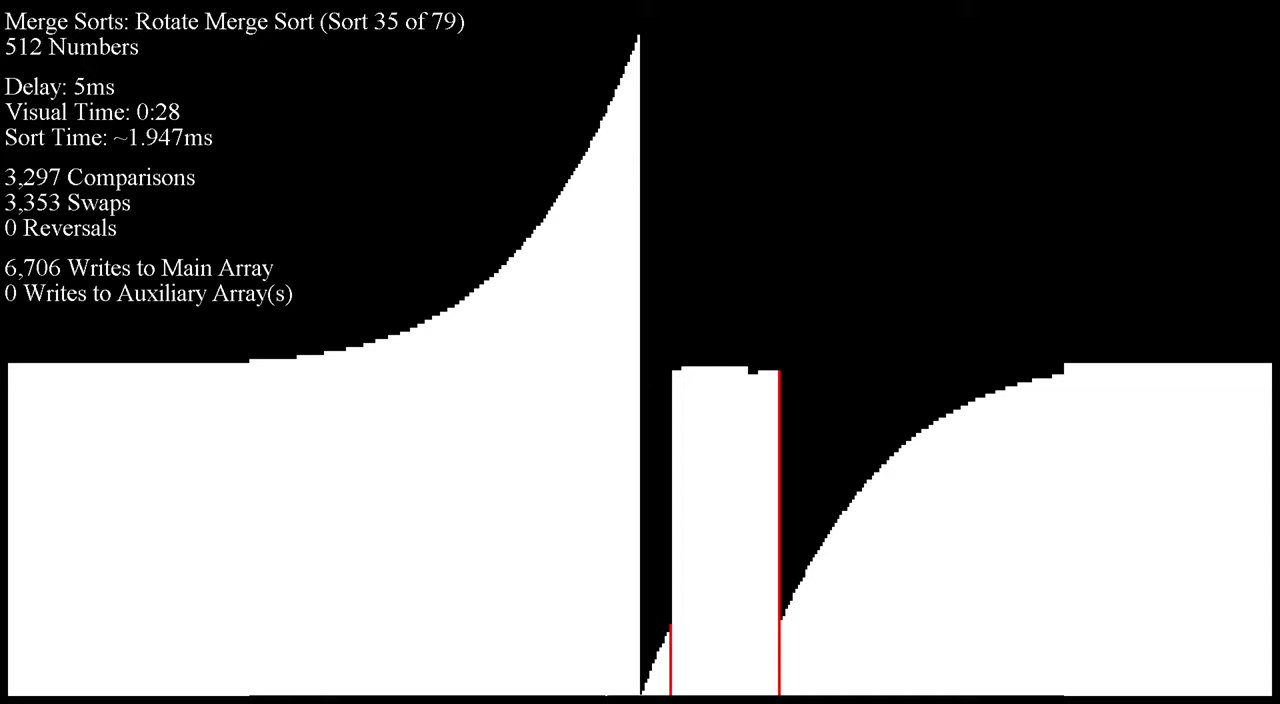 Merge Sorts: Rotate Merge Sort (Sort 35 of 79)
512 Numbers
Delay: 5ms
Visual Time: 0:28
Sort Time: ~1.947ms
3,297 Comparisons
3,353 Swaps
0 Reversals
6,706 Writes to Main Array
0 Writes to Auxiliary Array(s)